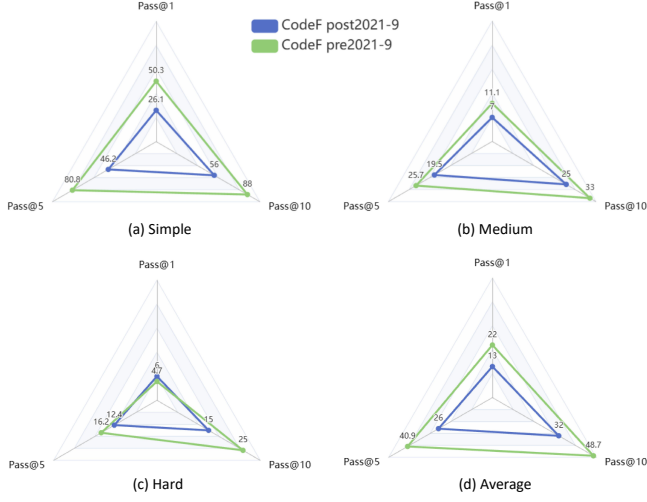 Pass@1
Pass@1
CodeF post2021-9
CodeF pre2021-9
50.3
26.1
46.2
56
80.8
88
Pass@5
Pass@10
(a) Simple
11.1
7
19.5
25
25.7
33
Pass@5
Pass@10
(b) Medium
Pass@1
6
4.7
12.4
15
16.2
25
Pass@5
Pass@10
(c) Hard
Pass@1
22
13
26
32
40.9
48.7
Pass@5
Pass@10
(d) Average